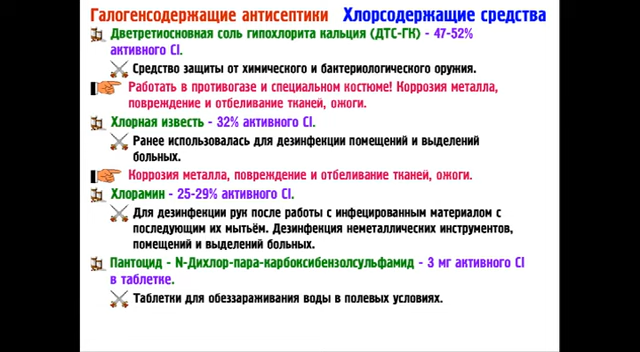 Галогенсодержащие антисептики Хлорсодержащие средства
Дветретиосновная соль гипохлорита кальция (ДТС-ГК) - 47-52%
активного Cl.
Средство защиты от химического и бактериологического оружия.
Работать в противогазе и специальном костюме! Коррозия металла,
повреждение и отбеливание тканей, ожоги.
Хлорная известь - 32% активного Cl.
Ранее использовалась для дезинфекции помещений и выделений
больных.
Коррозия металла, повреждение и отбеливание тканей, ожоги.
Хлорамин - 25-29% активного Cl.
Для дезинфекции рук после работы с инфецированным материалом с
последующим их мытьём. Дезинфекция неметаллических инструментов,
помещений и выделений больных.
Пантоцид - N-Дихлор-пара-карбоксибензолсульфамид - 3 мг активного Cl
в таблетке.
Таблетки для обеззараживания воды в полевых условиях.